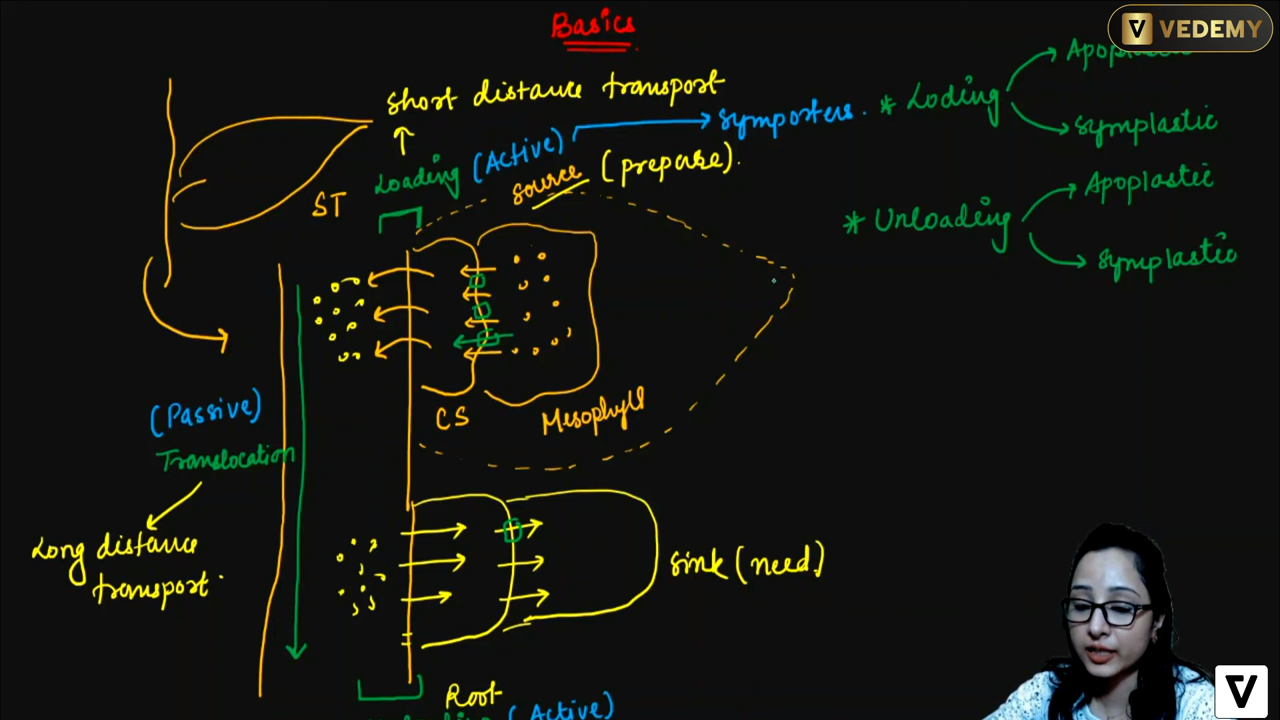 Basics
VEDEMY
Short distance transport
Loading (Active)
Symporters.
Source (prepare).
ST
* Loding
Apoplastic
Symplastic
* Unloading
Apoplastic
Symplastic
CS
Mesophyll
(Passive)
Translocation
Long distance
transport
Sink (need)
Root
(Active)